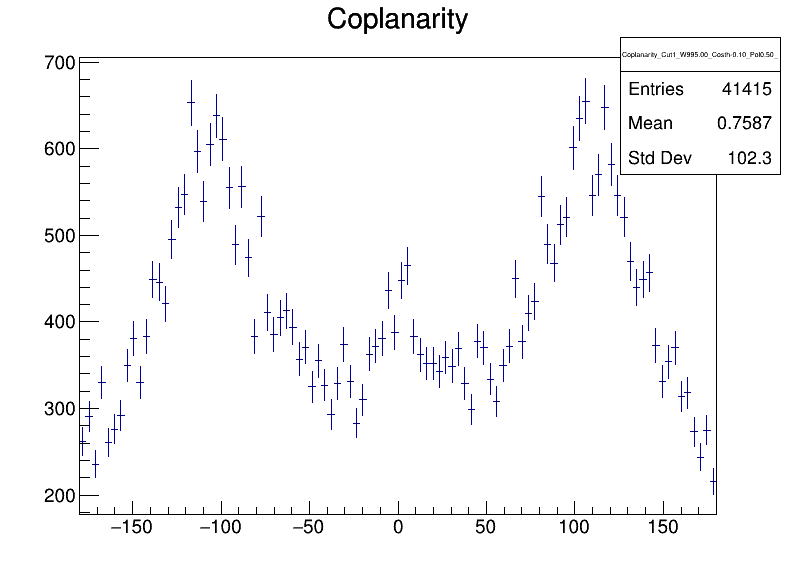 Coplanarity
Coplanarity_Cut1_W995.00_Costh-0.10_Pol0.50_
Entries 41415
Mean 0.7587
Std Dev 102.3
700
600
500
400
300
200
−150 −100 −50 0 50 100 150